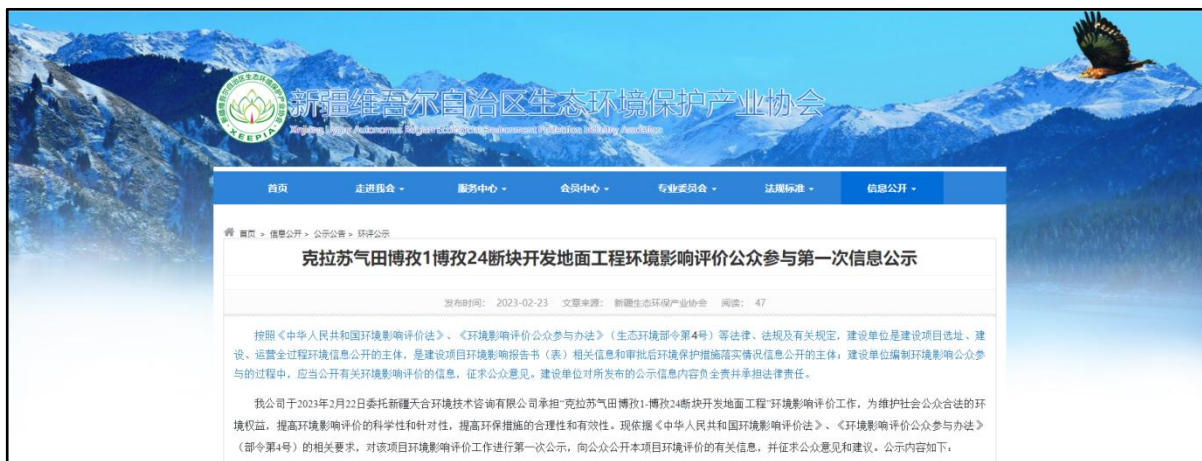 新疆维吾尔自治区生态环境保护产业协会
Xinjiang Uygur Autonomous Region Ecological Environment Protection Industry Association
XEEPIA
首页 走进我会 服务中心 会员中心 专业委员会 法规标准 信息公开
首页 > 信息公开 > 公示公告 > 环评公示
克拉苏气田博孜1博孜24断块开发地面工程环境影响评价公众参与第一次信息公示
发布时间: 2023-02-23 文章来源: 新疆生态环保产业协会 阅读: 47
按照《中华人民共和国环境影响评价法》、《环境影响评价公众参与办法》（生态环境部令第4号）等法律、法规及有关规定，建设单位是建设项目选址、建
设、运营全过程环境信息公开的主体，是建设项目环境影响报告书（表）相关信息和审批后环境保护措施落实情况信息公开的主体；建设单位编制环境影响公众参
与的过程中，应当公开有关环境影响评价的信息，征求公众意见。建设单位对所发布的公示信息内容负全责并承担法律责任。
我公司于2023年2月22日委托新疆天合环境技术咨询有限公司承担“克拉苏气田博孜1-博孜24断块开发地面工程”环境影响评价工作，为维护社会公众合法的环
境权益，提高环境影响评价的科学性和针对性，提高环保措施的合理性和有效性。现依据《中华人民共和国环境影响评价法》、《环境影响评价公众参与办法》
（部令第4号）的相关要求，对该项目环境影响评价工作进行第一次公示，向公众公开本项目环境评价的有关信息，并征求公众意见和建议。公示内容如下：